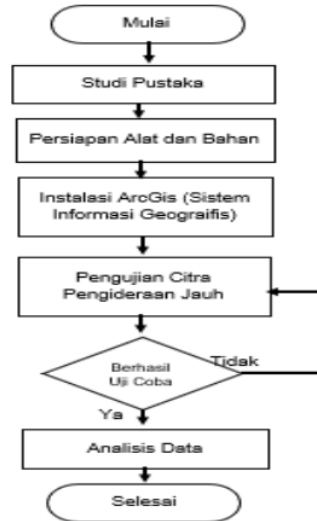 Mulai
Studi Pustaka
Persiapan Alat dan Bahan
Instalasi ArcGis (Sistem
Informasi Geograifis)
Pengujian Citra
Pengideraan Jauh
Berhasil
Uji Coba
Tidak
Ya
Analisis Data
Selesai